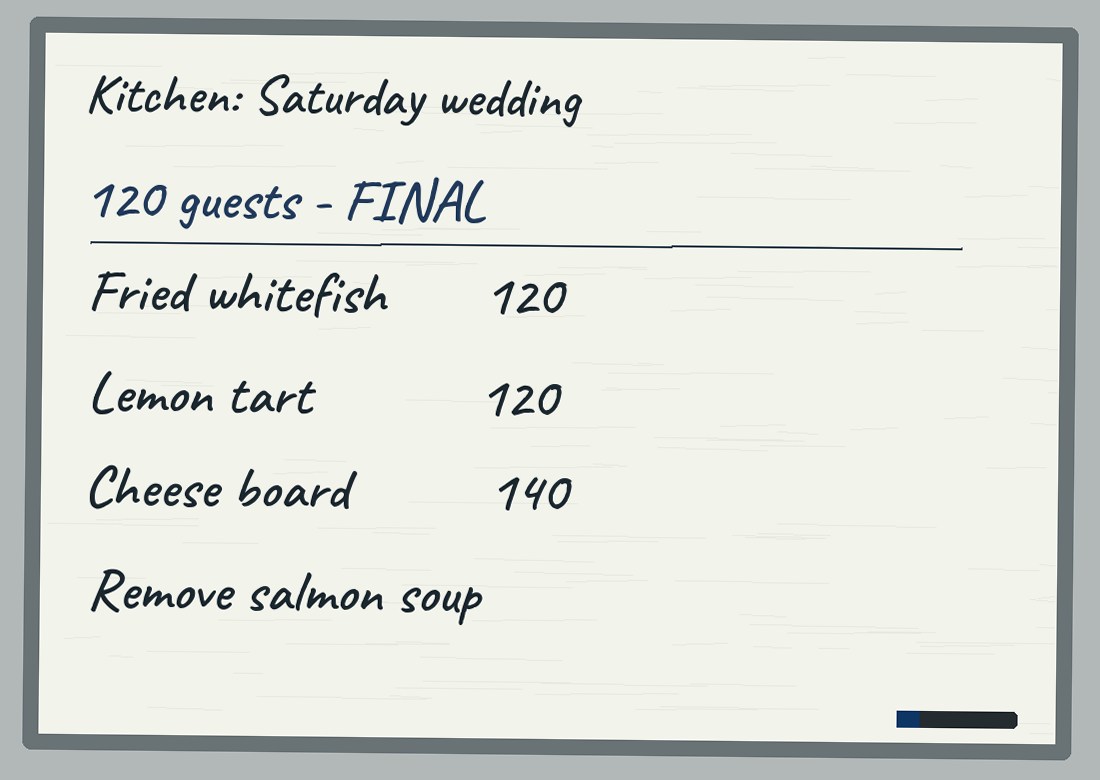 Kitchen: Saturday wedding
120 guests - FINAL
Fried whitefish 120
Lemon tart 120
Cheese board 140
Remove salmon soup